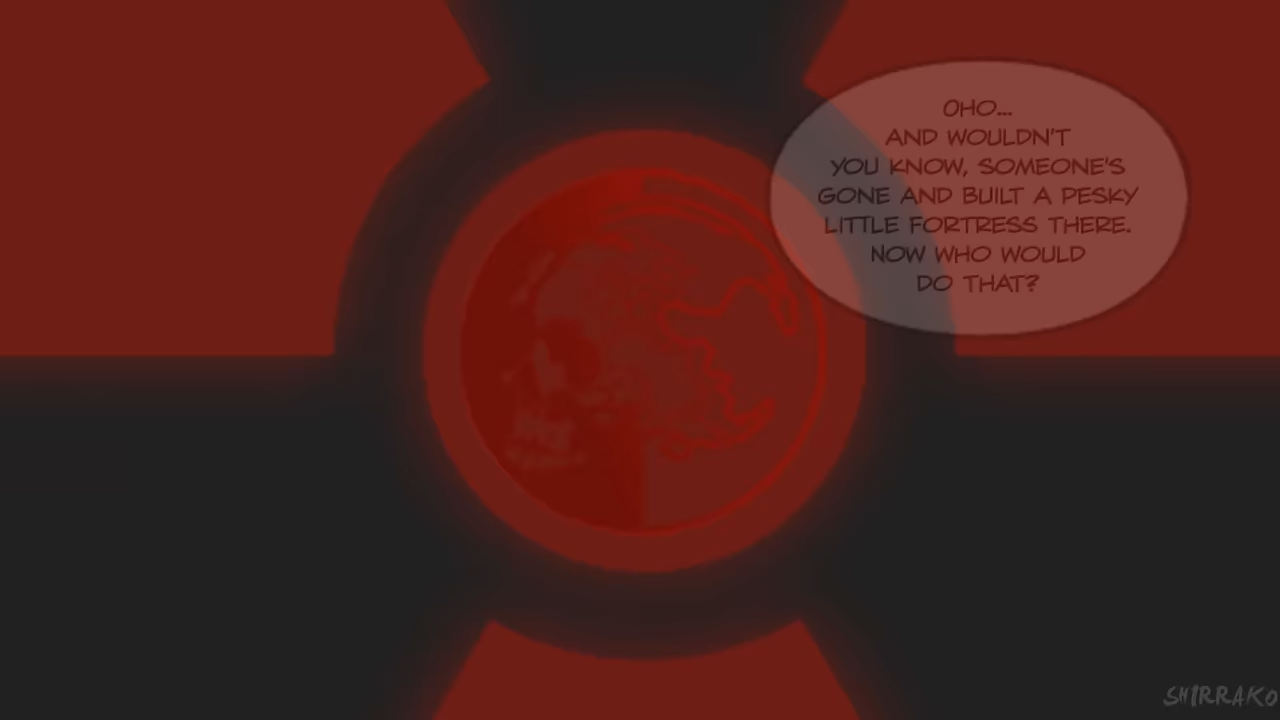 OHO...
AND WOULDN'T
YOU KNOW, SOMEONE'S
GONE AND BUILT A PESKY
LITTLE FORTRESS THERE.
NOW WHO WOULD
DO THAT?
SHIRRAKO